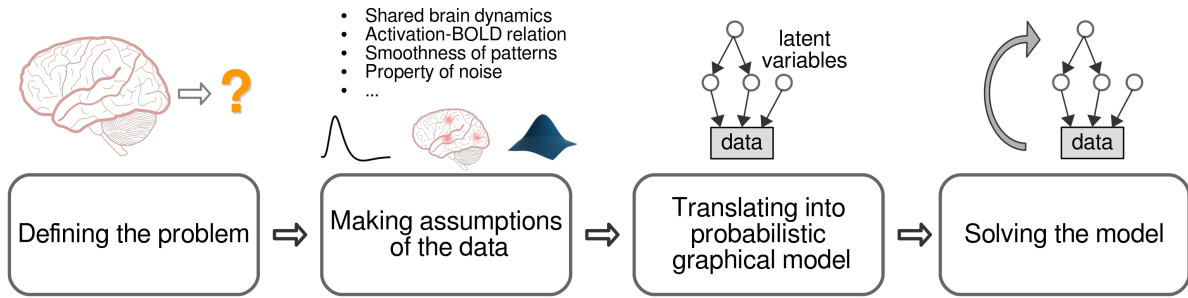 ?
• Shared brain dynamics
• Activation-BOLD relation
• Smoothness of patterns
• Property of noise
• ...
latent
variables
data
data
Defining the problem
Making assumptions
of the data
Translating into
probabilistic
graphical model
Solving the model